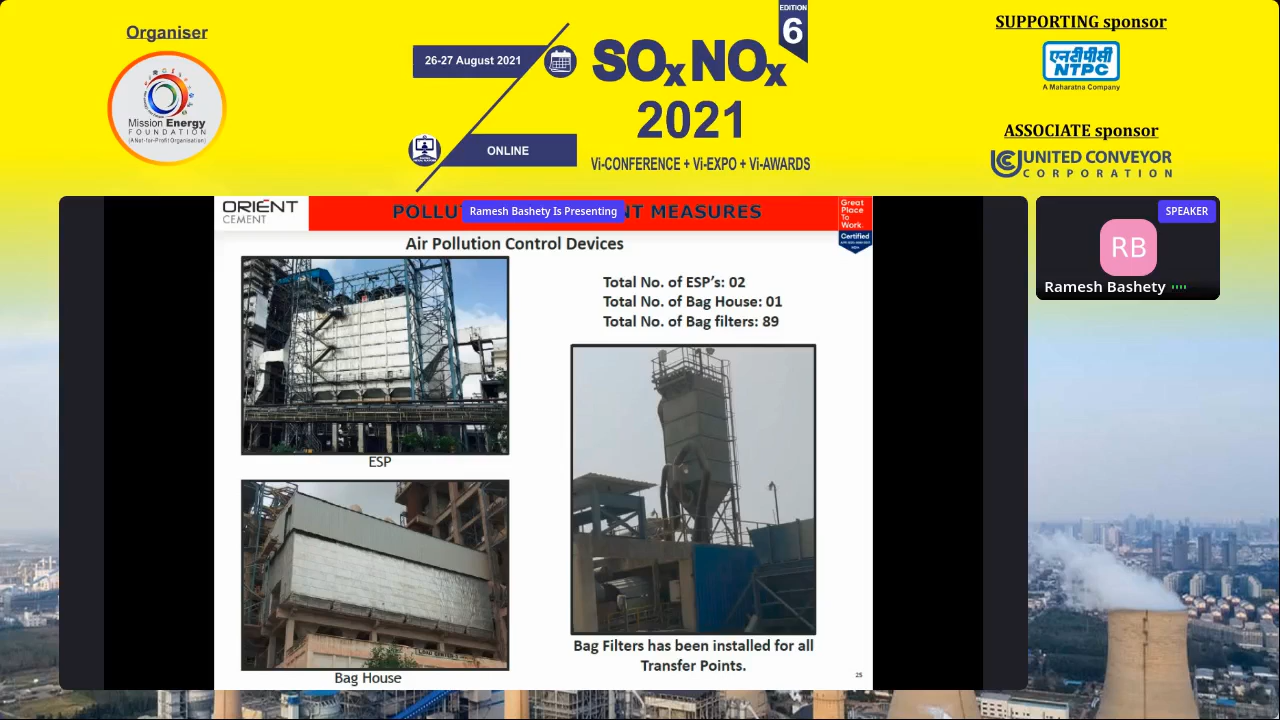 Organiser
Mission Energy
FOUNDATION
(A Not-for-Profit Organisation)
26-27 August 2021
ONLINE
EDITION
6
SOx NOx
2021
Vi-CONFERENCE + Vi-EXPO + Vi-AWARDS
SUPPORTING sponsor
एनटीपीसी
NTPC
A Maharatna Company
ASSOCIATE sponsor
UNITED CONVEYOR
CORPORATION
ORIENT
CEMENT
POLLU
Ramesh Bashety Is Presenting
NT MEASURES
Great
Place
To
Work.
Certified
Air Pollution Control Devices
Total No. of ESP's: 02
Total No. of Bag House: 01
Total No. of Bag filters: 89
ESP
Bag House
Bag Filters has been installed for all
Transfer Points.
25
SPEAKER
RB
Ramesh Bashety